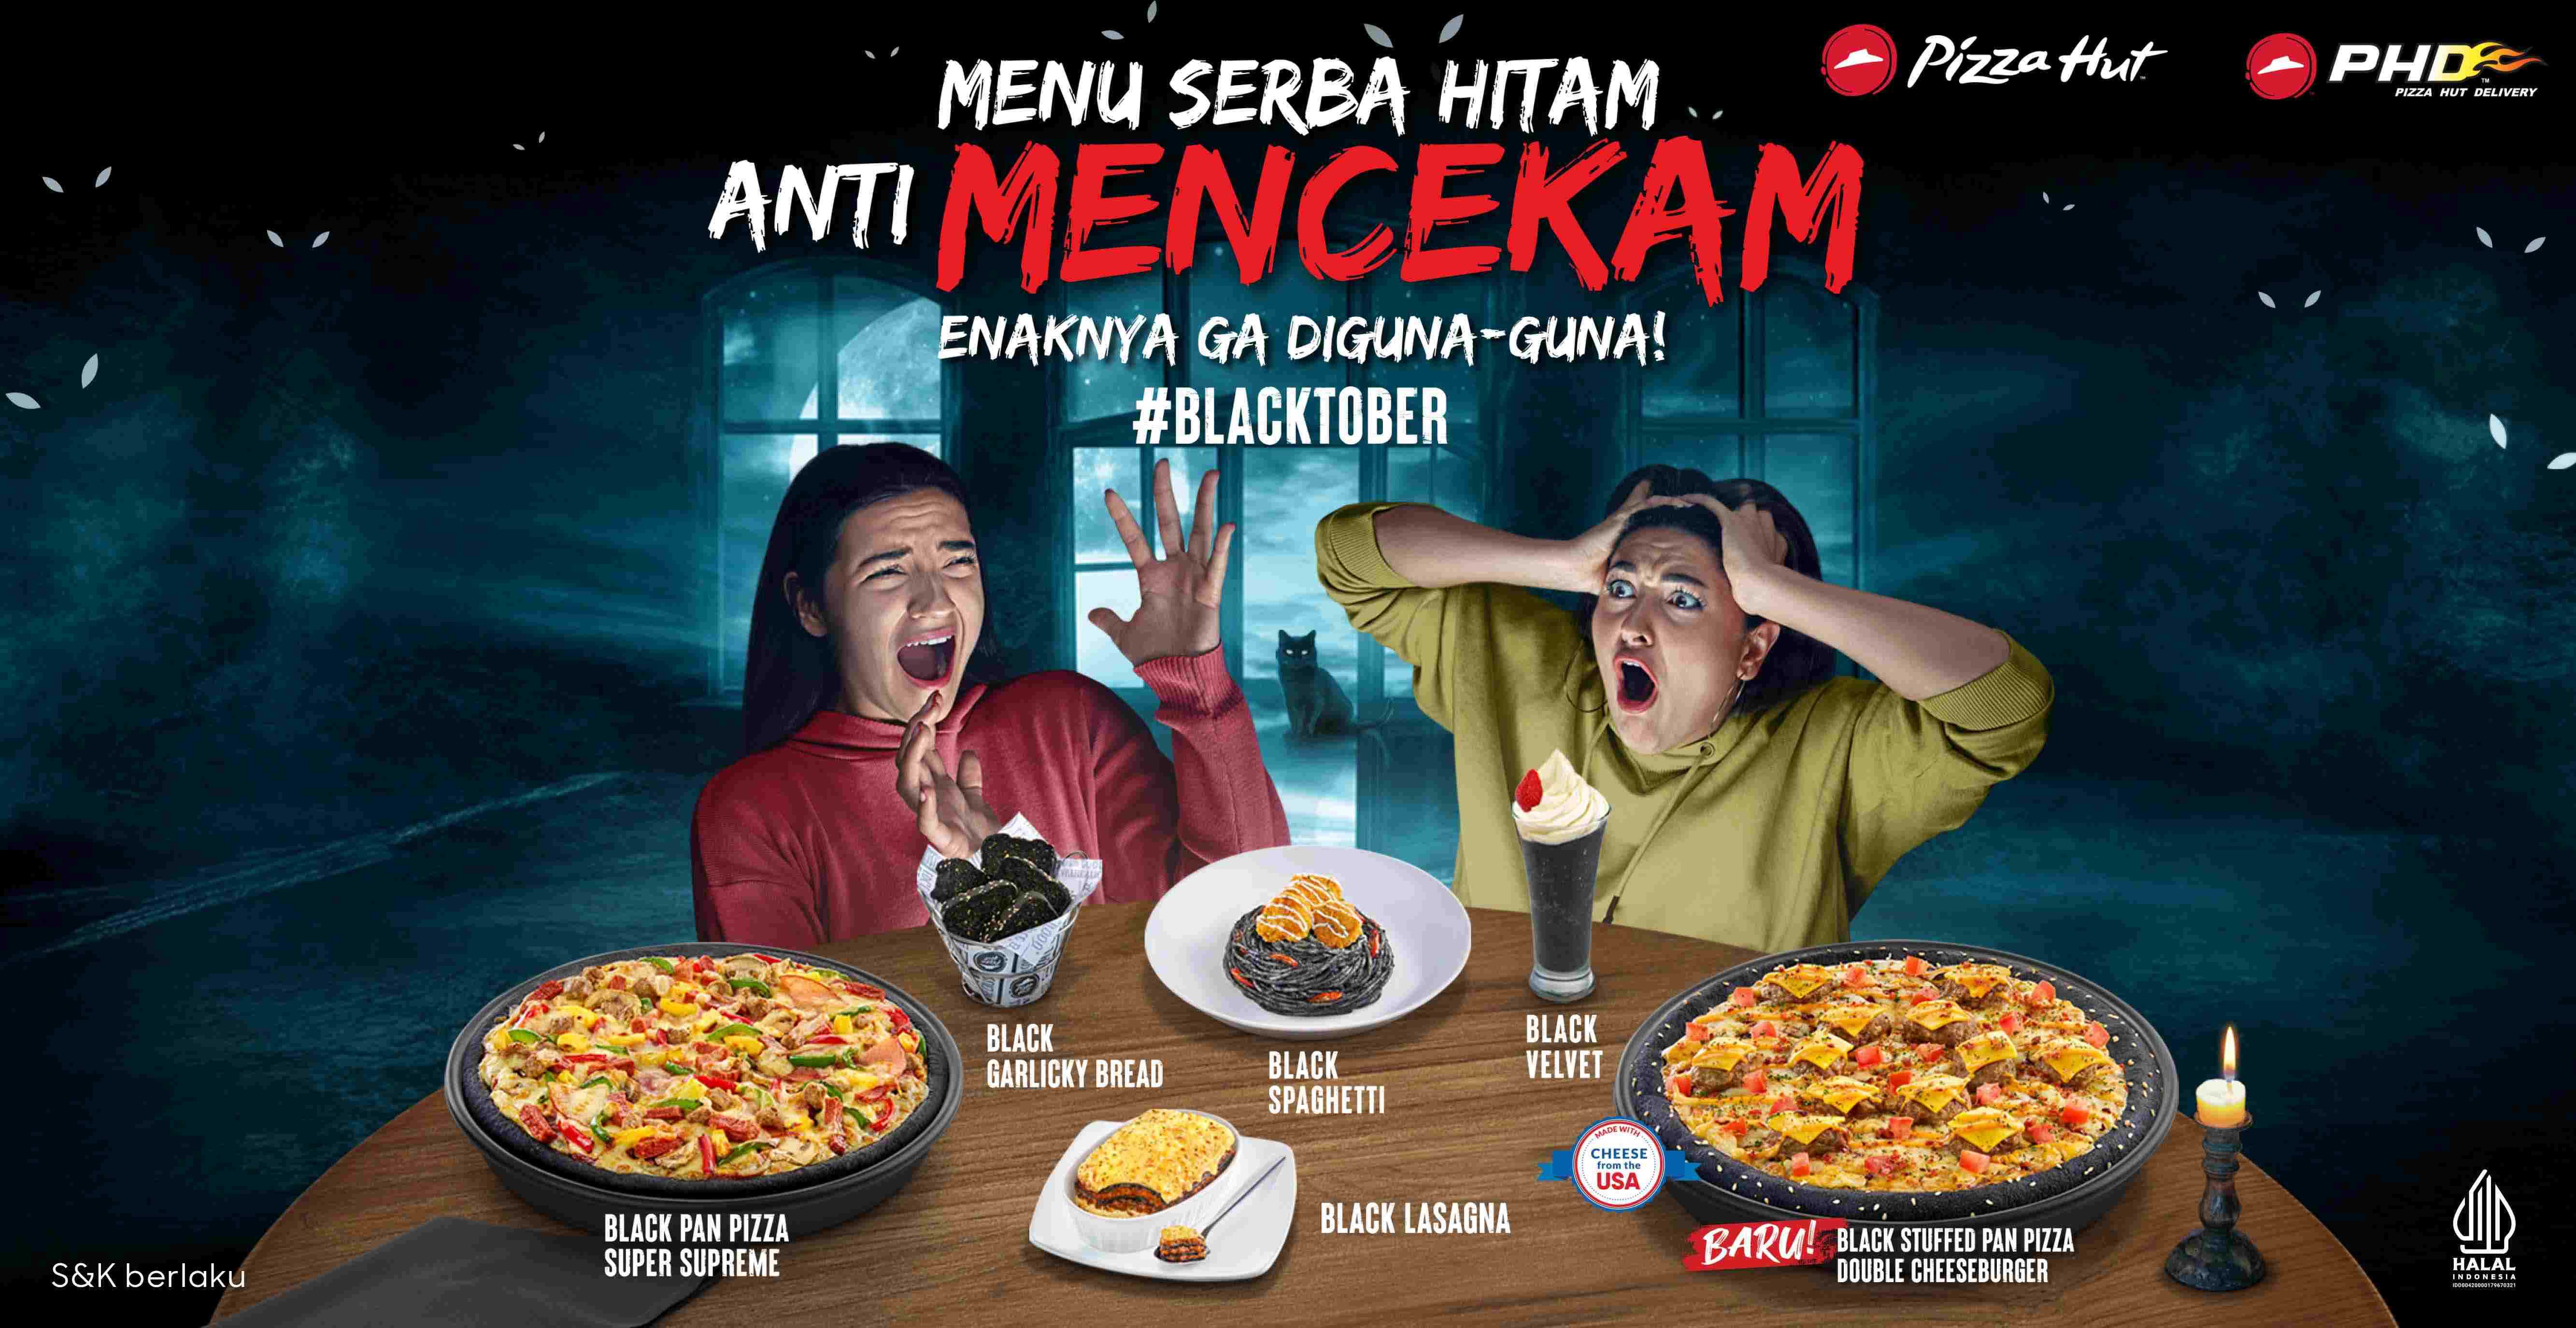 MENU SERBA HITAM
ANTI MENCEKAM
ENAKNYA GA DIGUNA-GUNA!
#BLACKTOBER
Pizza Hut
PHD
PIZZA HUT DELIVERY
BLACK
GARLICKY BREAD
BLACK
SPAGHETTI
BLACK
VELVET
BLACK PAN PIZZA
SUPER SUPREME
BLACK LASAGNA
MADE WITH
CHEESE
from the
USA
BARU!
BLACK STUFFED PAN PIZZA
DOUBLE CHEESEBURGER
S&K berlaku
HALAL
INDONESIA